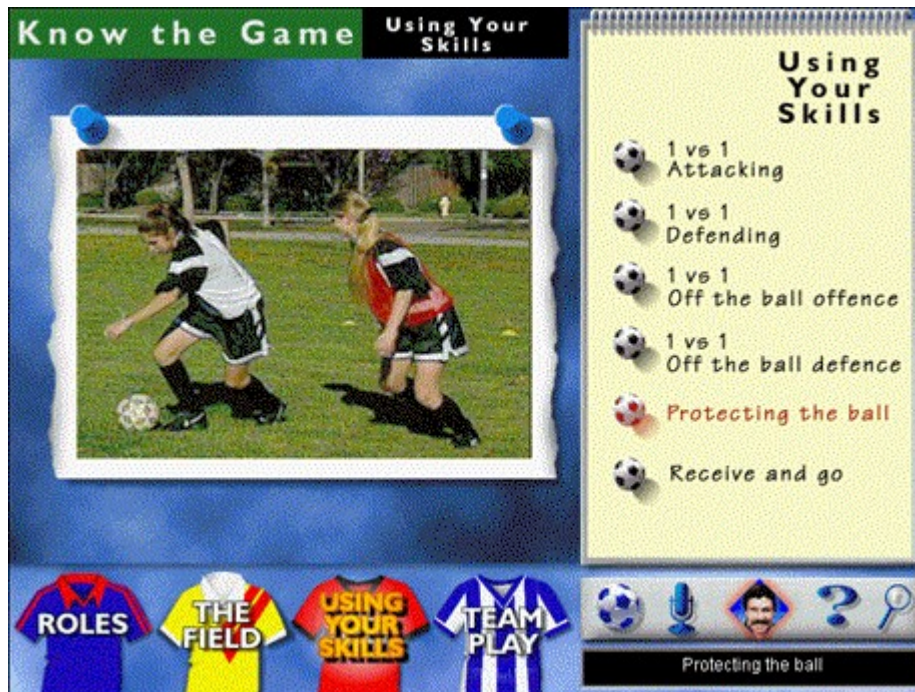 Know the Game
Using Your
Skills
Using
Your
Skills
1 vs 1
Attacking
1 vs 1
Defending
1 vs 1
Off the ball offence
1 vs 1
Off the ball defence
Protecting the ball
Receive and go
ROLES
THE
FIELD
USING
YOUR
SKILLS
TEAM
PLAY
?
Protecting the ball